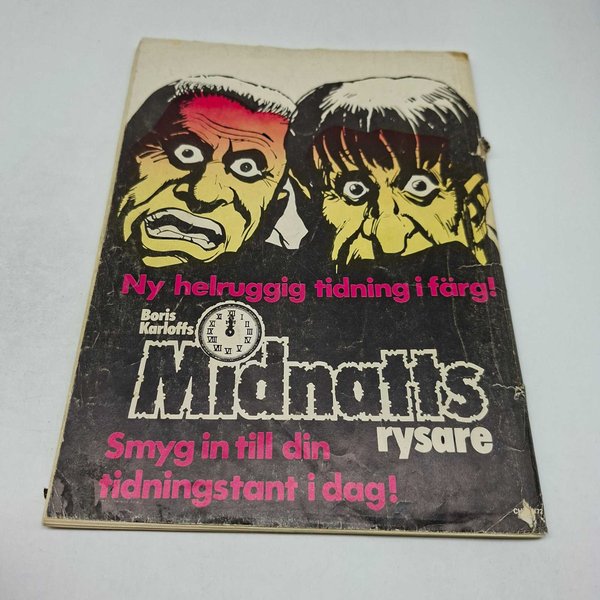 Ny helruggig tidning i färg!
Boris
Karloffs
Midnatts
rysare
Smyg in till din
tidningstant i dag!